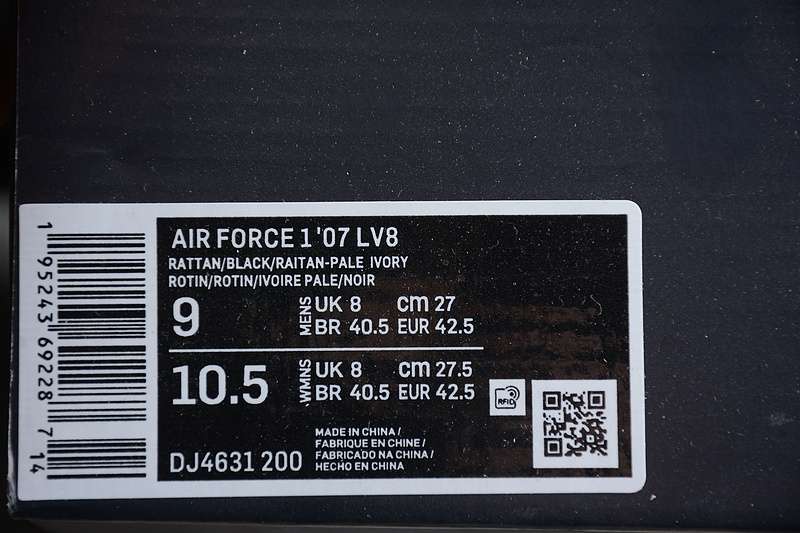 AIR FORCE 1 '07 LV8
RATTAN/BLACK/RAITAN-PALE IVORY
ROTIN/ROTIN/IVOIRE PALE/NOIR
9 MENS UK 8 cm 27
BR 40.5 EUR 42.5
10.5 WMNS UK 8 cm 27.5
BR 40.5 EUR 42.5
RFID
DJ4631 200
MADE IN CHINA /
FABRIQUE EN CHINE /
FABRICADO NA CHINA /
HECHO EN CHINA
1 95243 69228 7 14